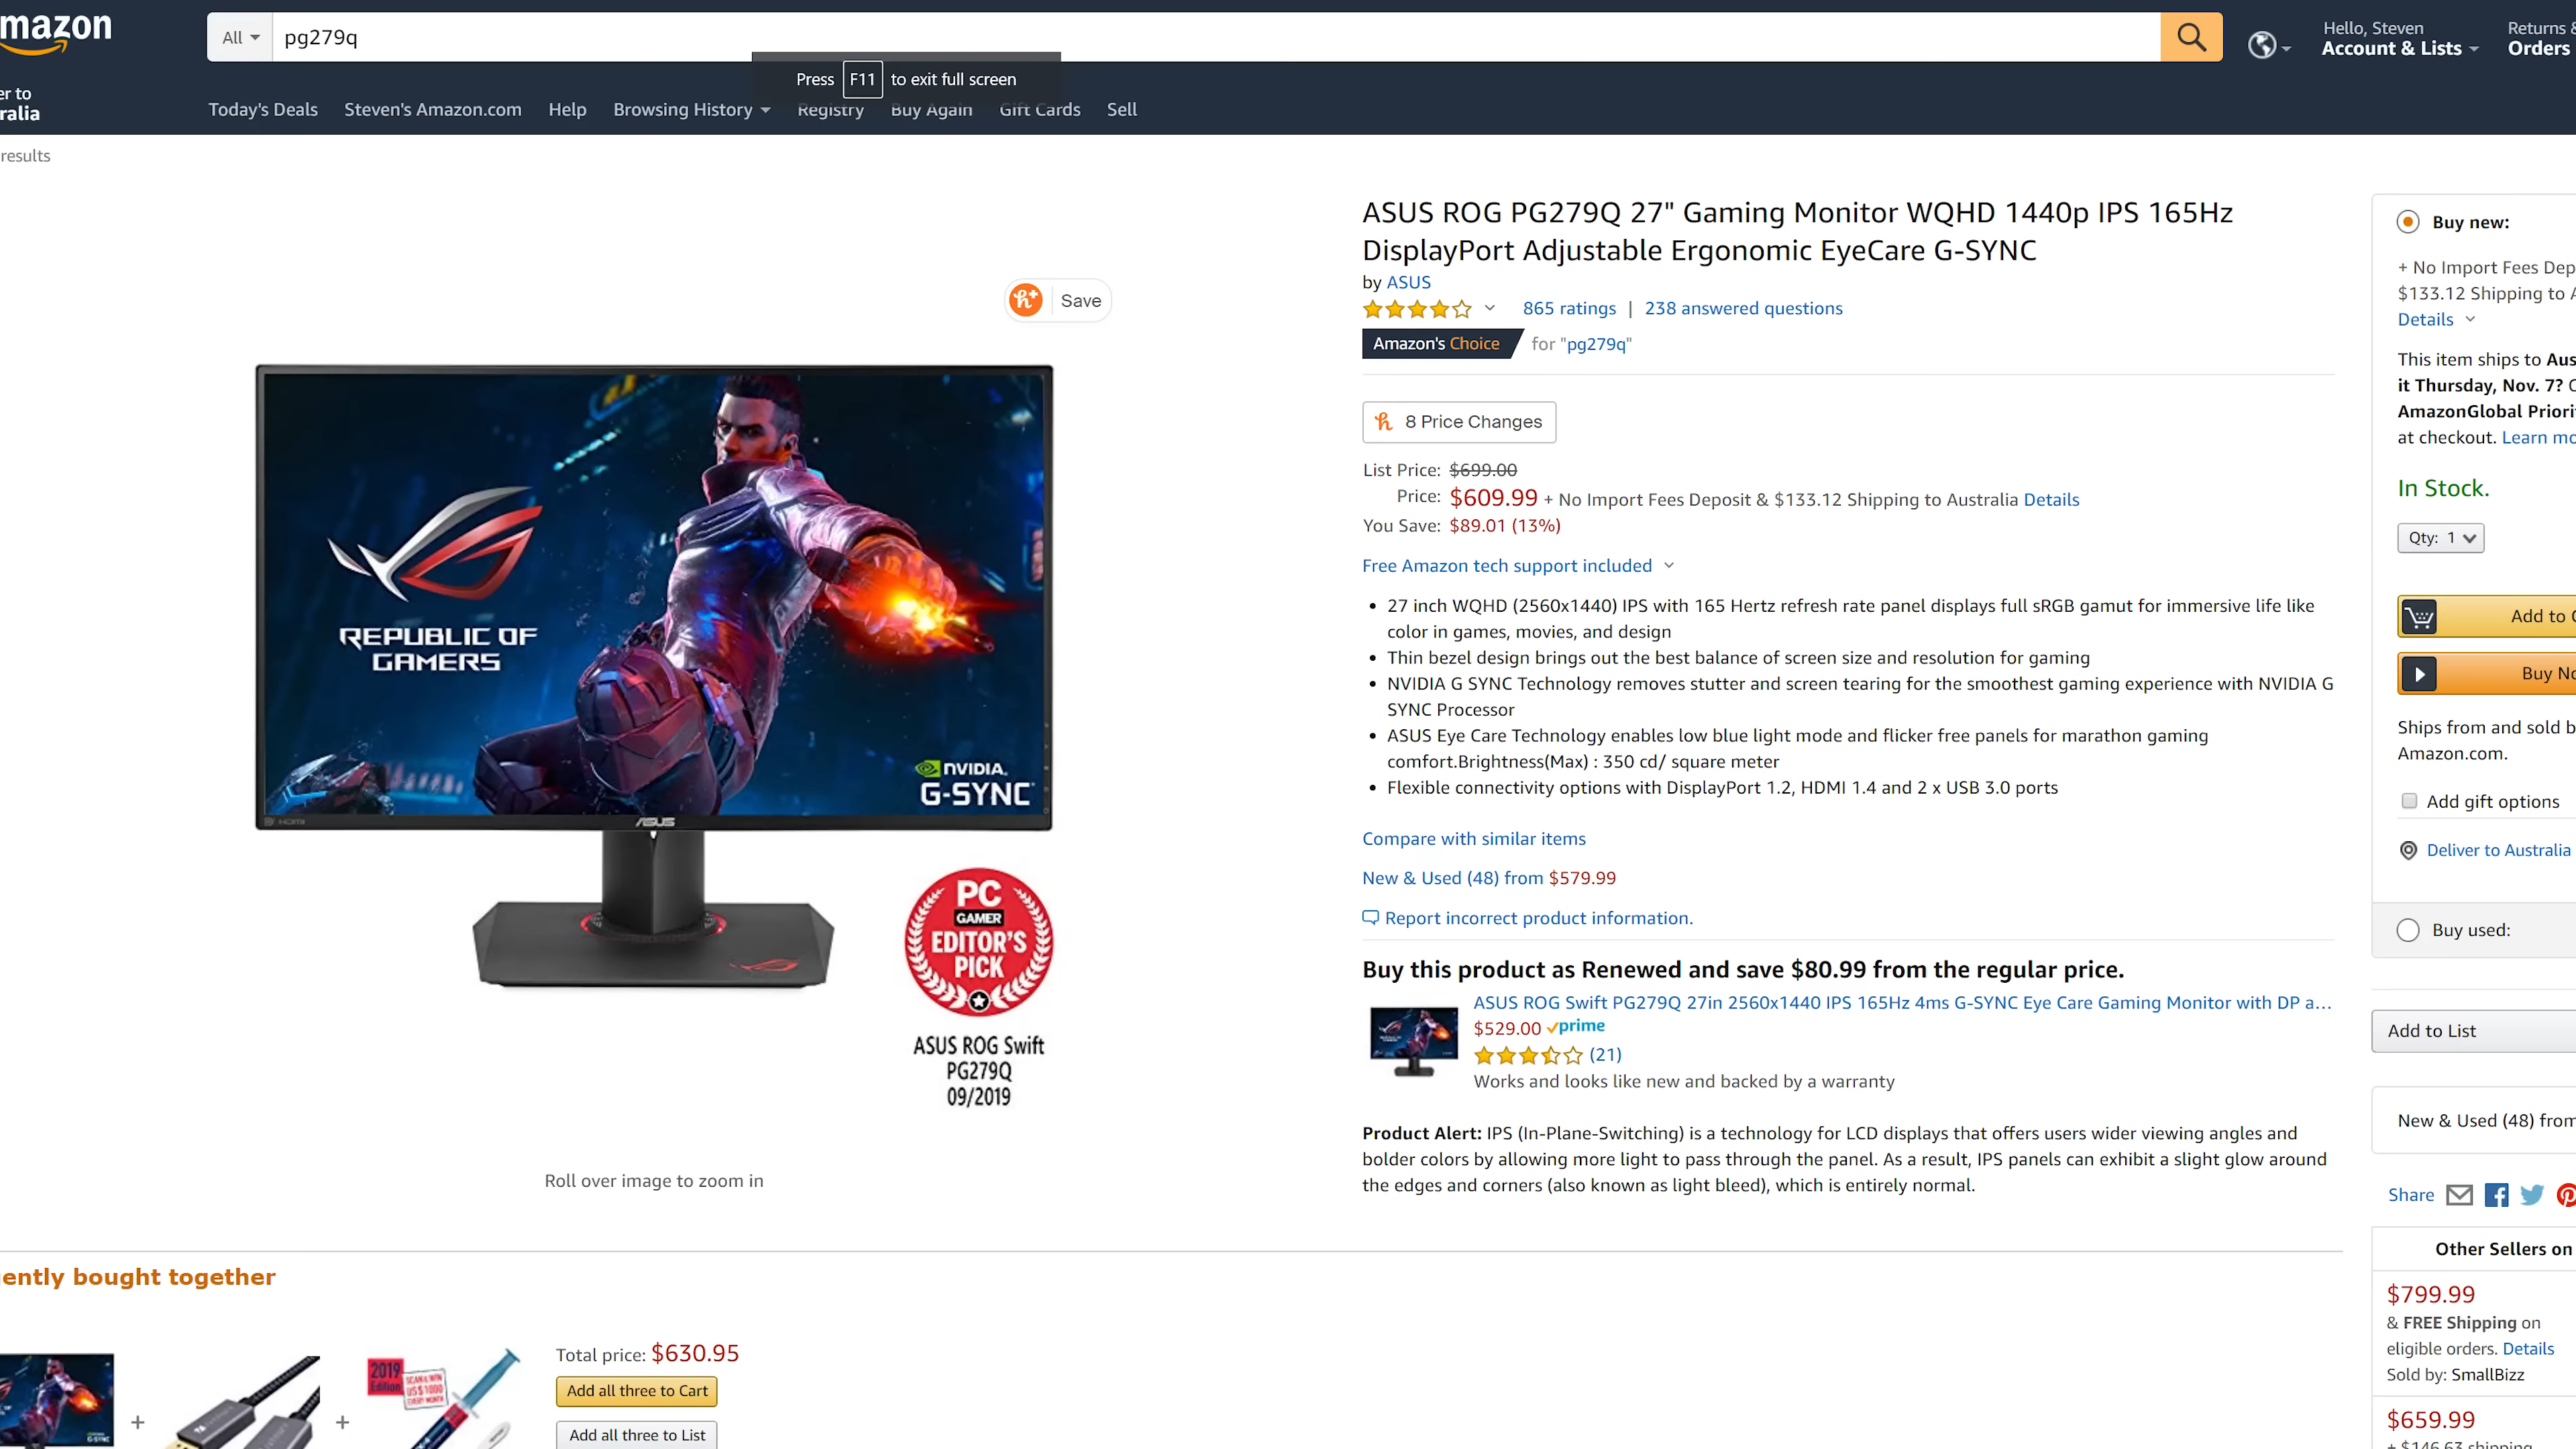 mazon
All
pg279q
Hello, Steven
Account & Lists
Returns &
Orders
Press F11 to exit full screen
er to
ralia
Today's Deals
Steven's Amazon.com
Help
Browsing History
Registry
Buy Again
Gift Cards
Sell
results
Save
REPUBLIC OF
GAMERS
NVIDIA.
G-SYNC
HDMI
ASUS
PC
GAMER
EDITOR'S
PICK
ASUS ROG Swift
PG279Q
09/2019
Roll over image to zoom in
ASUS ROG PG279Q 27" Gaming Monitor WQHD 1440p IPS 165Hz
DisplayPort Adjustable Ergonomic EyeCare G-SYNC
by ASUS
865 ratings | 238 answered questions
Amazon's Choice for "pg279q"
8 Price Changes
List Price: $699.00
Price: $609.99 + No Import Fees Deposit & $133.12 Shipping to Australia Details
You Save: $89.01 (13%)
Free Amazon tech support included
• 27 inch WQHD (2560x1440) IPS with 165 Hertz refresh rate panel displays full sRGB gamut for immersive life like
color in games, movies, and design
• Thin bezel design brings out the best balance of screen size and resolution for gaming
• NVIDIA G SYNC Technology removes stutter and screen tearing for the smoothest gaming experience with NVIDIA G
SYNC Processor
• ASUS Eye Care Technology enables low blue light mode and flicker free panels for marathon gaming
comfort.Brightness(Max) : 350 cd/ square meter
• Flexible connectivity options with DisplayPort 1.2, HDMI 1.4 and 2 x USB 3.0 ports
Compare with similar items
New & Used (48) from $579.99
Report incorrect product information.
Buy this product as Renewed and save $80.99 from the regular price.
ASUS ROG Swift PG279Q 27in 2560x1440 IPS 165Hz 4ms G-SYNC Eye Care Gaming Monitor with DP a...
$529.00 prime
(21)
Works and looks like new and backed by a warranty
Product Alert: IPS (In-Plane-Switching) is a technology for LCD displays that offers users wider viewing angles and
bolder colors by allowing more light to pass through the panel. As a result, IPS panels can exhibit a slight glow around
the edges and corners (also known as light bleed), which is entirely normal.
Buy new:
+ No Import Fees Dep
$133.12 Shipping to A
Details
This item ships to Aus
it Thursday, Nov. 7? C
AmazonGlobal Priori
at checkout. Learn mo
In Stock.
Qty: 1
Add to C
Buy No
Ships from and sold b
Amazon.com.
Add gift options
Deliver to Australia
Buy used:
Add to List
New & Used (48) from
Share
Other Sellers on
$799.99
& FREE Shipping on
eligible orders. Details
Sold by: SmallBizz
$659.99
+ $146.63 shipping
ently bought together
G-SYNC
+
+
2019
Edition
SCAN & WIN
US $1000
EVERY MONTH
Total price: $630.95
Add all three to Cart
Add all three to List